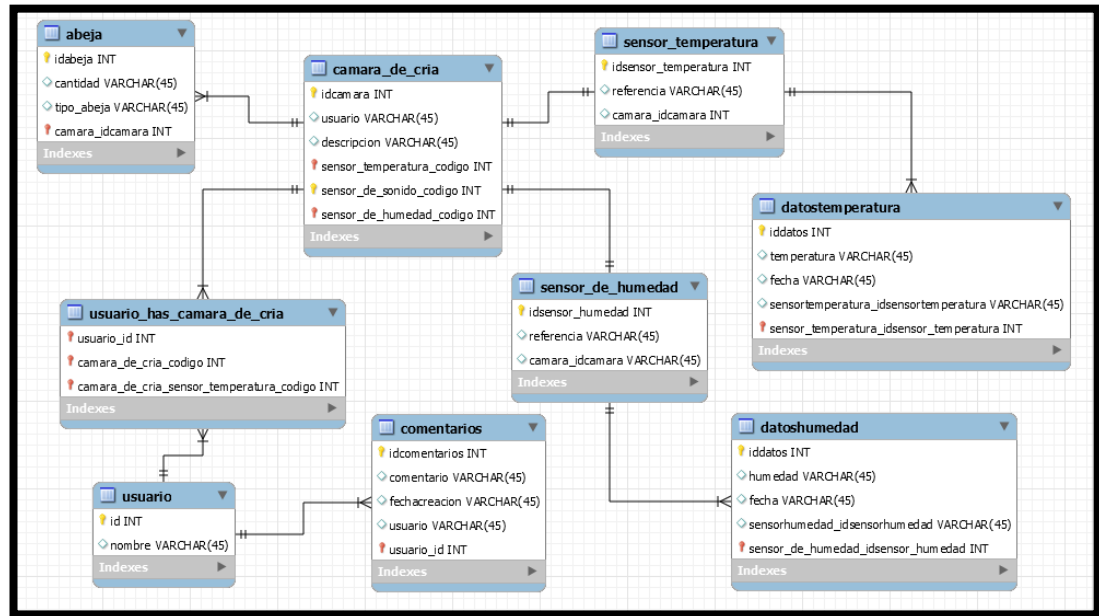 abeja
idabeja INT
cantidad VARCHAR(45)
tipo_abeja VARCHAR(45)
camara_idcamara INT
Indexes
camara_de_cria
idcamara INT
usuario VARCHAR(45)
descripcion VARCHAR(45)
sensor_temperatura_codigo INT
sensor_de_sonido_codigo INT
sensor_de_humedad_codigo INT
Indexes
sensor_temperatura
idsensor_temperatura INT
referencia VARCHAR(45)
camara_idcamara INT
Indexes
datostemperatura
iddatos INT
temperatura VARCHAR(45)
fecha VARCHAR(45)
sensortemperatura_idsensortemperatura VARCHAR(45)
sensor_temperatura_idsensor_temperatura INT
Indexes
usuario_has_camara_de_cria
usuario_id INT
camara_de_cria_codigo INT
camara_de_cria_sensor_temperatura_codigo INT
Indexes
sensor_de_humedad
idsensor_humedad INT
referencia VARCHAR(45)
camara_idcamara VARCHAR(45)
Indexes
usuario
id INT
nombre VARCHAR(45)
Indexes
comentarios
idcomentarios INT
comentario VARCHAR(45)
fechacreacion VARCHAR(45)
usuario VARCHAR(45)
usuario_id INT
Indexes
datoshumedad
iddatos INT
humedad VARCHAR(45)
fecha VARCHAR(45)
sensorhumedad_idsensorhumedad VARCHAR(45)
sensor_de_humedad_idsensor_humedad INT
Indexes